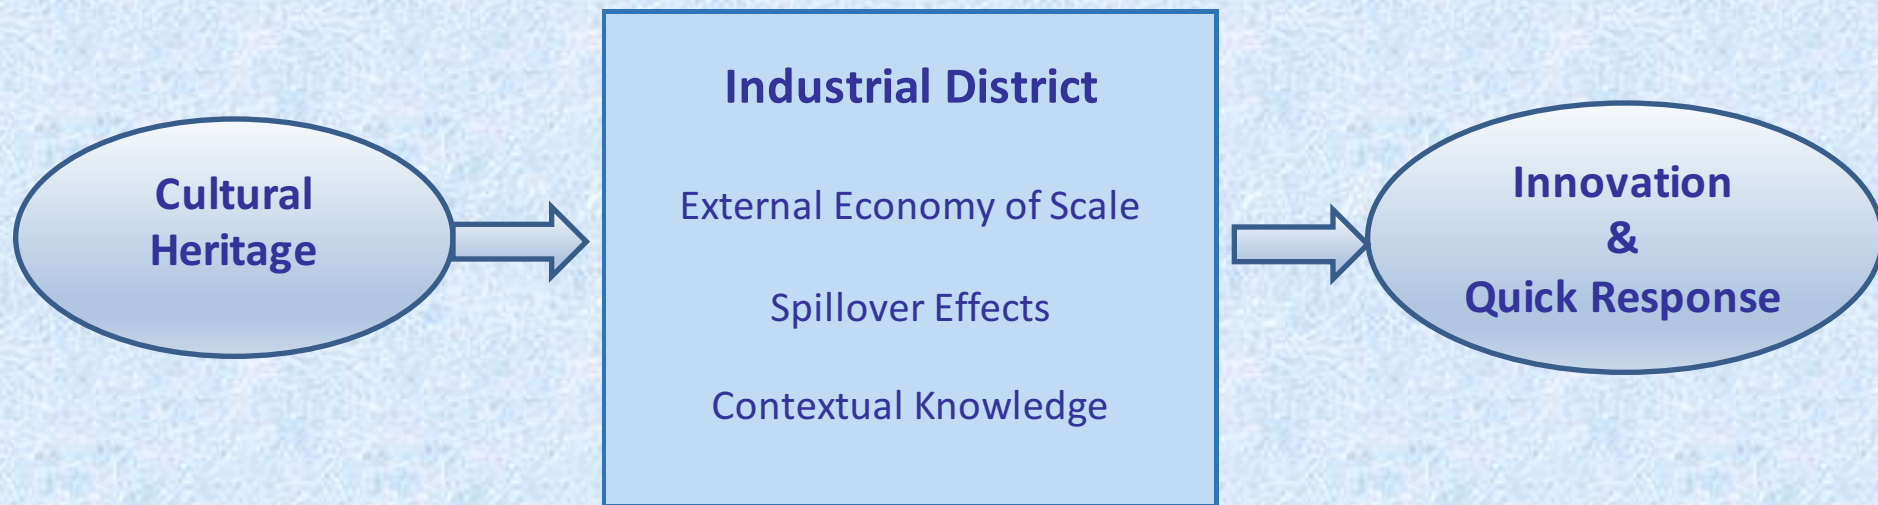 Cultural
Heritage
Industrial District
External Economy of Scale
Spillover Effects
Contextual Knowledge
Innovation
&
Quick Response